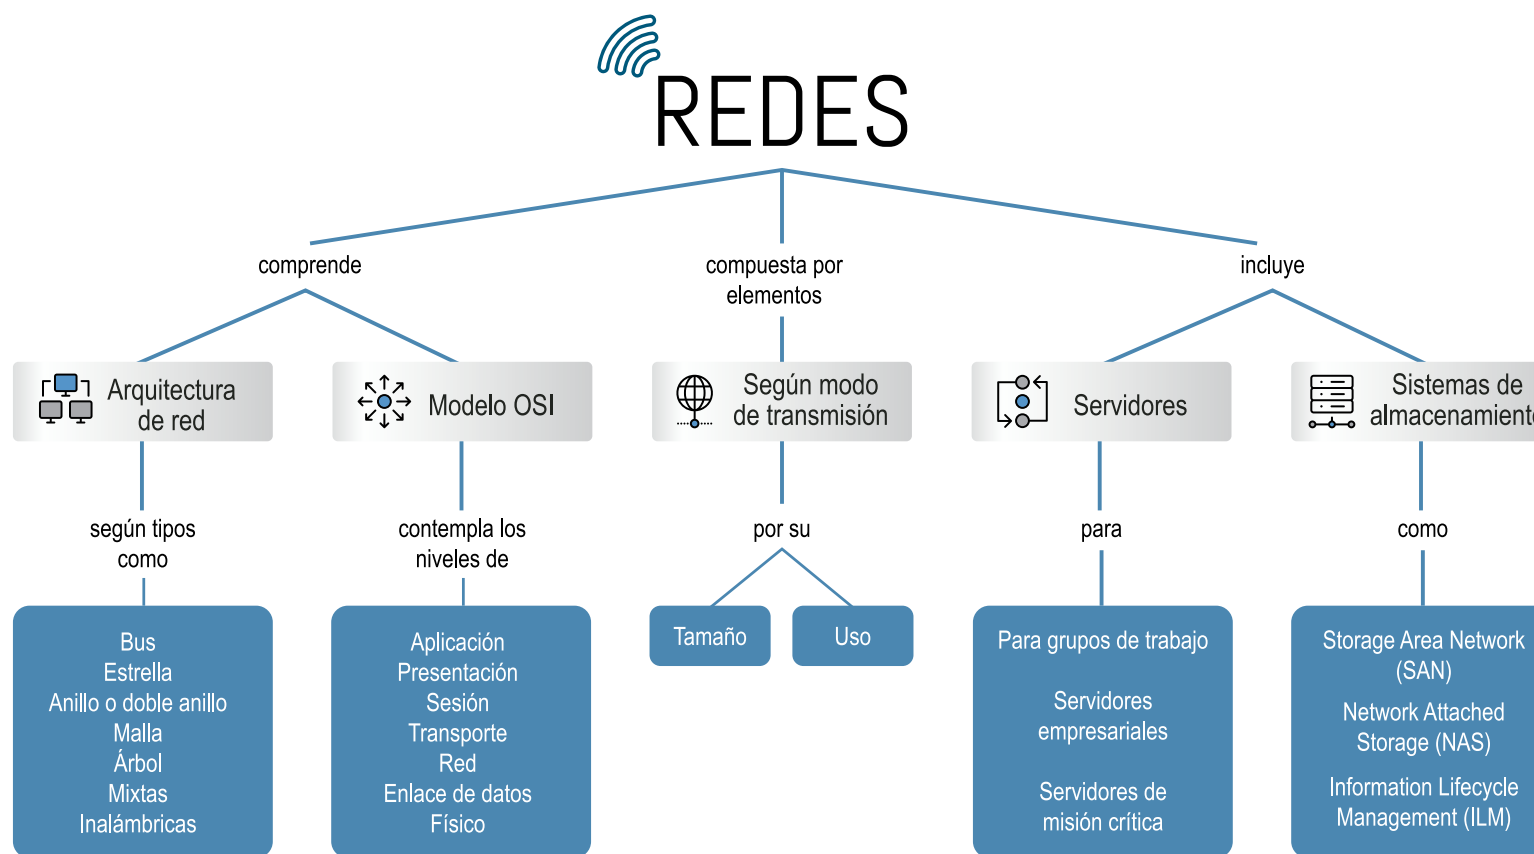 REDES
comprende
compuesta por
elementos
incluye
Arquitectura
de red
Modelo OSI
Según modo
de transmisión
Servidores
Sistemas de
almacenamiento
según tipos
como
contempla los
niveles de
por su
para
como
Bus
Estrella
Anillo o doble anillo
Malla
Árbol
Mixtas
Inalámbricas
Aplicación
Presentación
Sesión
Transporte
Red
Enlace de datos
Físico
Tamaño
Uso
Para grupos de trabajo
Servidores
empresariales
Servidores de
misión crítica
Storage Area Network
(SAN)
Network Attached
Storage (NAS)
Information Lifecycle
Management (ILM)